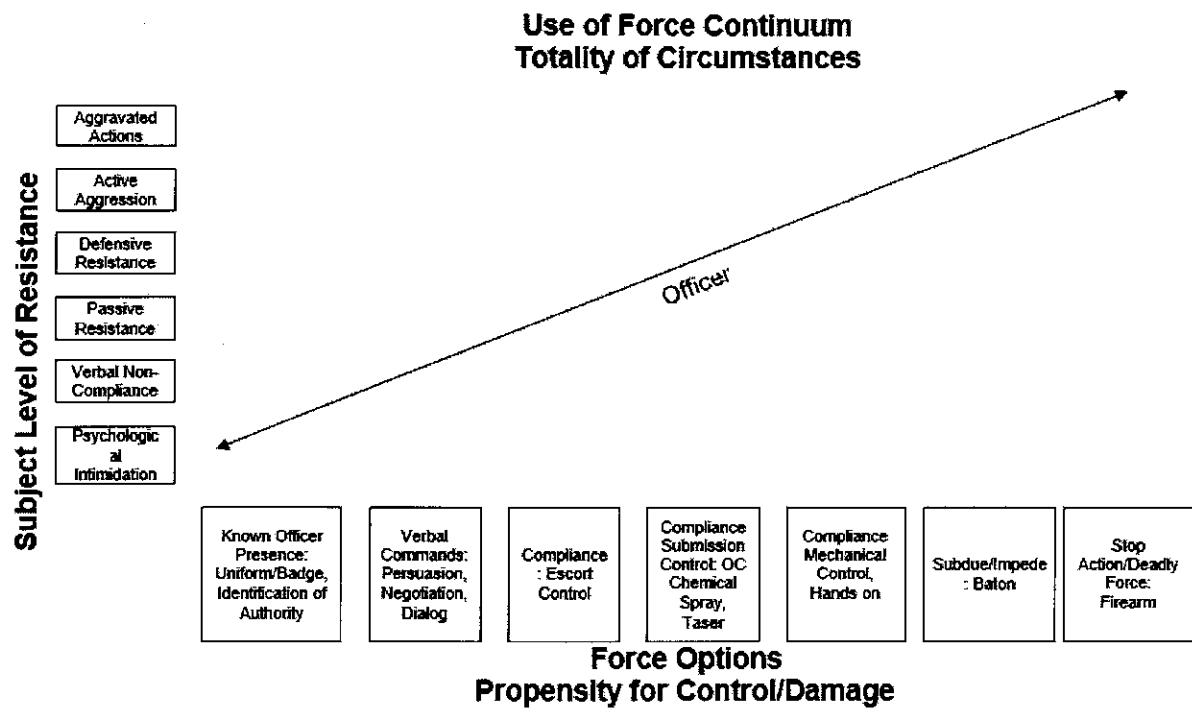 Use of Force Continuum
Totality of Circumstances
Subject Level of Resistance
Aggravated
Actions
Active
Aggression
Defensive
Resistance
Passive
Resistance
Verbal Non-
Compliance
Psychologic
al
Intimidation
Officer
Known Officer
Presence:
Uniform/Badge,
Identification of
Authority
Verbal
Commands:
Persuasion,
Negotiation,
Dialog
Compliance
: Escort
Control
Compliance
Submission
Control: OC
Chemical
Spray,
Taser
Compliance
Mechanical
Control,
Hands on
Subdue/Impede
: Baton
Stop
Action/Deadly
Force:
Firearm
Force Options
Propensity for Control/Damage